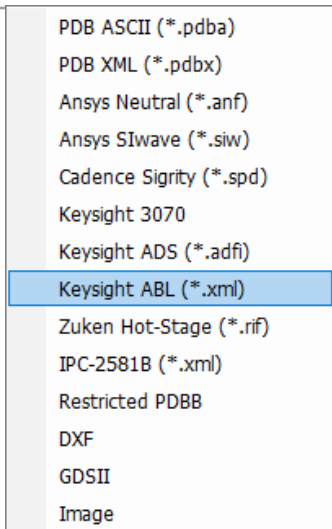 PDB ASCII (*.pdba)
PDB XML (*.pdbx)
Ansys Neutral (*.anf)
Ansys SIwave (*.siw)
Cadence Sigrity (*.spd)
Keysight 3070
Keysight ADS (*.adfi)
Keysight ABL (*.xml)
Zuken Hot-Stage (*.rif)
IPC-2581B (*.xml)
Restricted PDBB
DXF
GDSII
Image